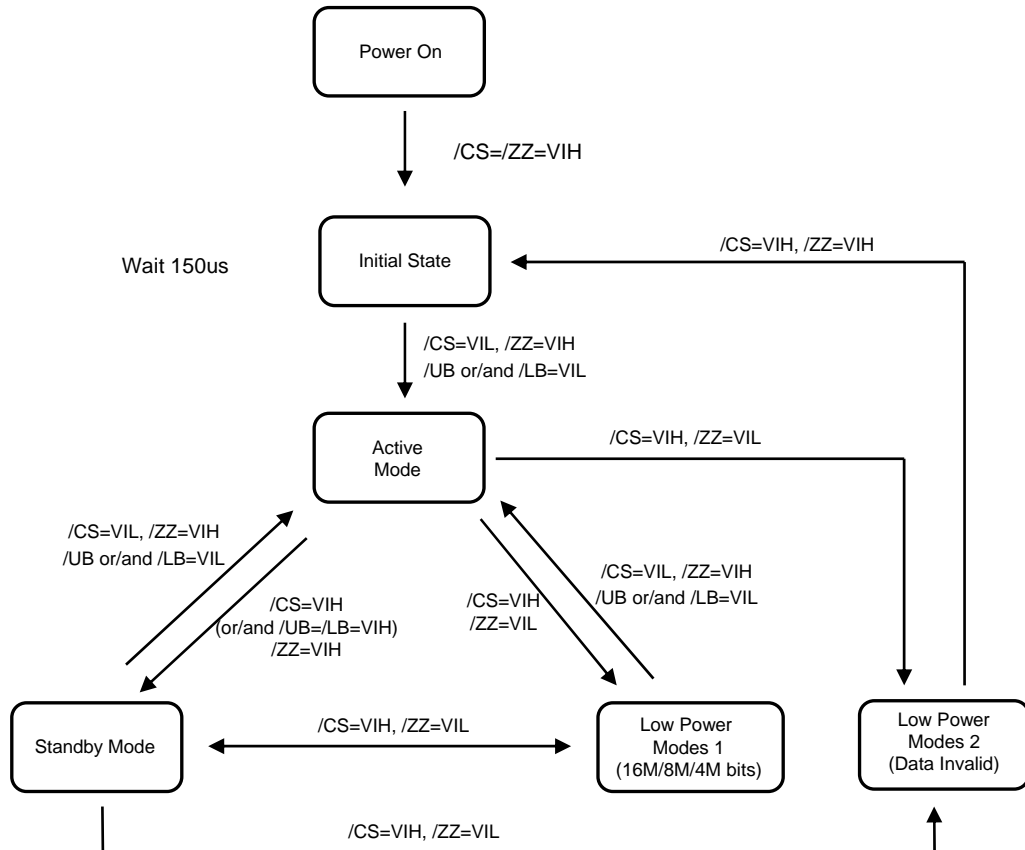 Power On
/CS=/ZZ=VIH
Wait 150us
Initial State
/CS=VIH, /ZZ=VIH
/CS=VIL, /ZZ=VIH
/UB or/and /LB=VIL
Active
Mode
/CS=VIH, /ZZ=VIL
/CS=VIL, /ZZ=VIH
/UB or/and /LB=VIL
/CS=VIH
(or/and /UB=/LB=VIH)
/ZZ=VIH
/CS=VIH
/ZZ=VIL
/CS=VIL, /ZZ=VIH
/UB or/and /LB=VIL
Standby Mode
/CS=VIH, /ZZ=VIL
Low Power
Modes 1
(16M/8M/4M bits)
Low Power
Modes 2
(Data Invalid)
/CS=VIH, /ZZ=VIL